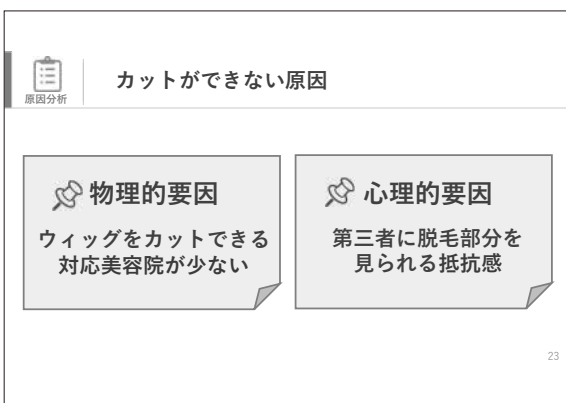 原因分析
カットができない原因
物理的要因
ウィッグをカットできる
対応美容院が少ない
心理的要因
第三者に脱毛部分を
見られる抵抗感
23